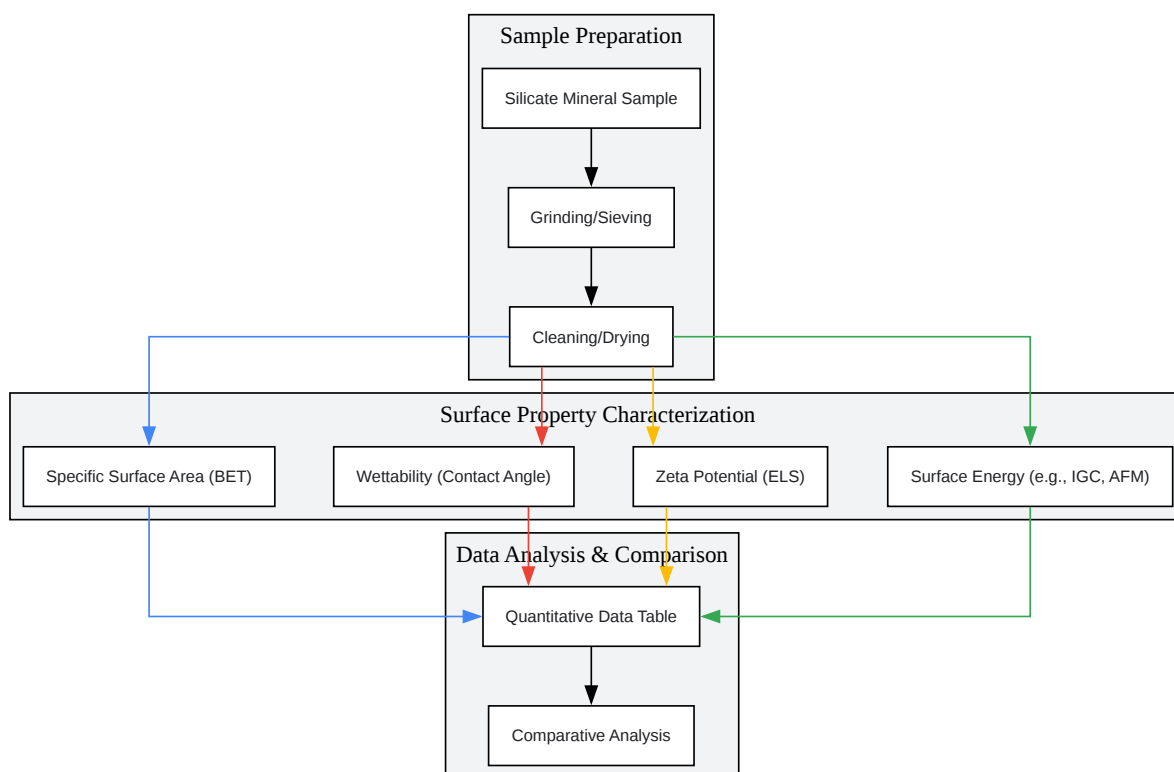 Sample Preparation
Silicate Mineral Sample
Grinding/Sieving
Cleaning/Drying
Surface Property Characterization
Specific Surface Area (BET)
Wettability (Contact Angle)
Zeta Potential (ELS)
Surface Energy (e.g., IGC, AFM)
Data Analysis & Comparison
Quantitative Data Table
Comparative Analysis